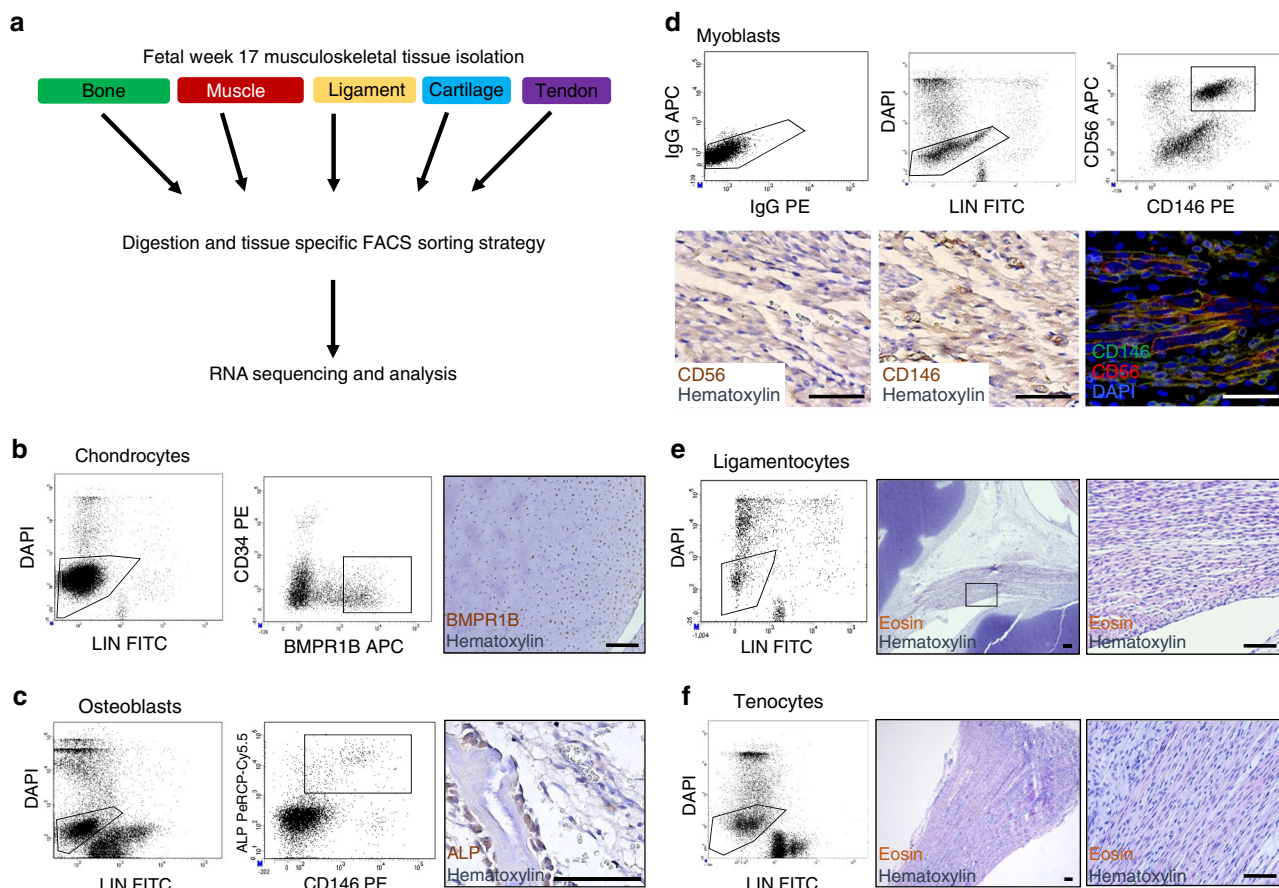 a
Fetal week 17 musculoskeletal tissue isolation
Bone
Muscle
Ligament
Cartilage
Tendon
Digestion and tissue specific FACS sorting strategy
RNA sequencing and analysis
b
Chondrocytes
DAPI
LIN FITC
CD34 PE
BMPR1B APC
BMPR1B
Hematoxylin
c
Osteoblasts
DAPI
LIN FITC
ALP PeRCP-Cy5.5
CD146 PE
ALP
Hematoxylin
d
Myoblasts
IgG APC
IgG PE
DAPI
LIN FITC
CD56 APC
CD146 PE
CD56
Hematoxylin
CD146
Hematoxylin
CD146
CD56
DAPI
e
Ligamentocytes
DAPI
LIN FITC
Eosin
Hematoxylin
Eosin
Hematoxylin
f
Tenocytes
DAPI
LIN FITC
Eosin
Hematoxylin
Eosin
Hematoxylin